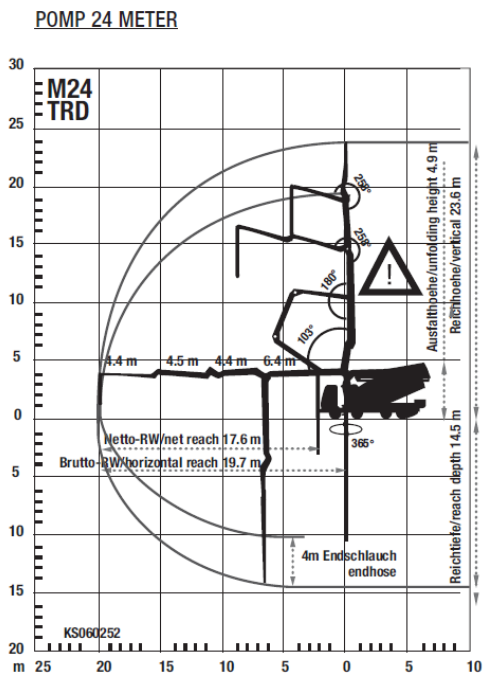 POMP 24 METER
30
M24
TRD
25
20
15
10
5
0
5
10
15
20
258°
258°
180°
103°
Ausfalthoehe/unfolding height 4.9 m
Reichhoehe/vertical 23.6 m
!
4.4 m 4.5 m 4.4 m 6.4 m
365°
Netto-RW/net reach 17.6 m
Brutto-RW/horizontal reach 19.7 m
Reichtiefe/reach depth 14.5 m
4m Endschlauch
endhose
KS060252
m 25 20 15 10 5 0 5 10